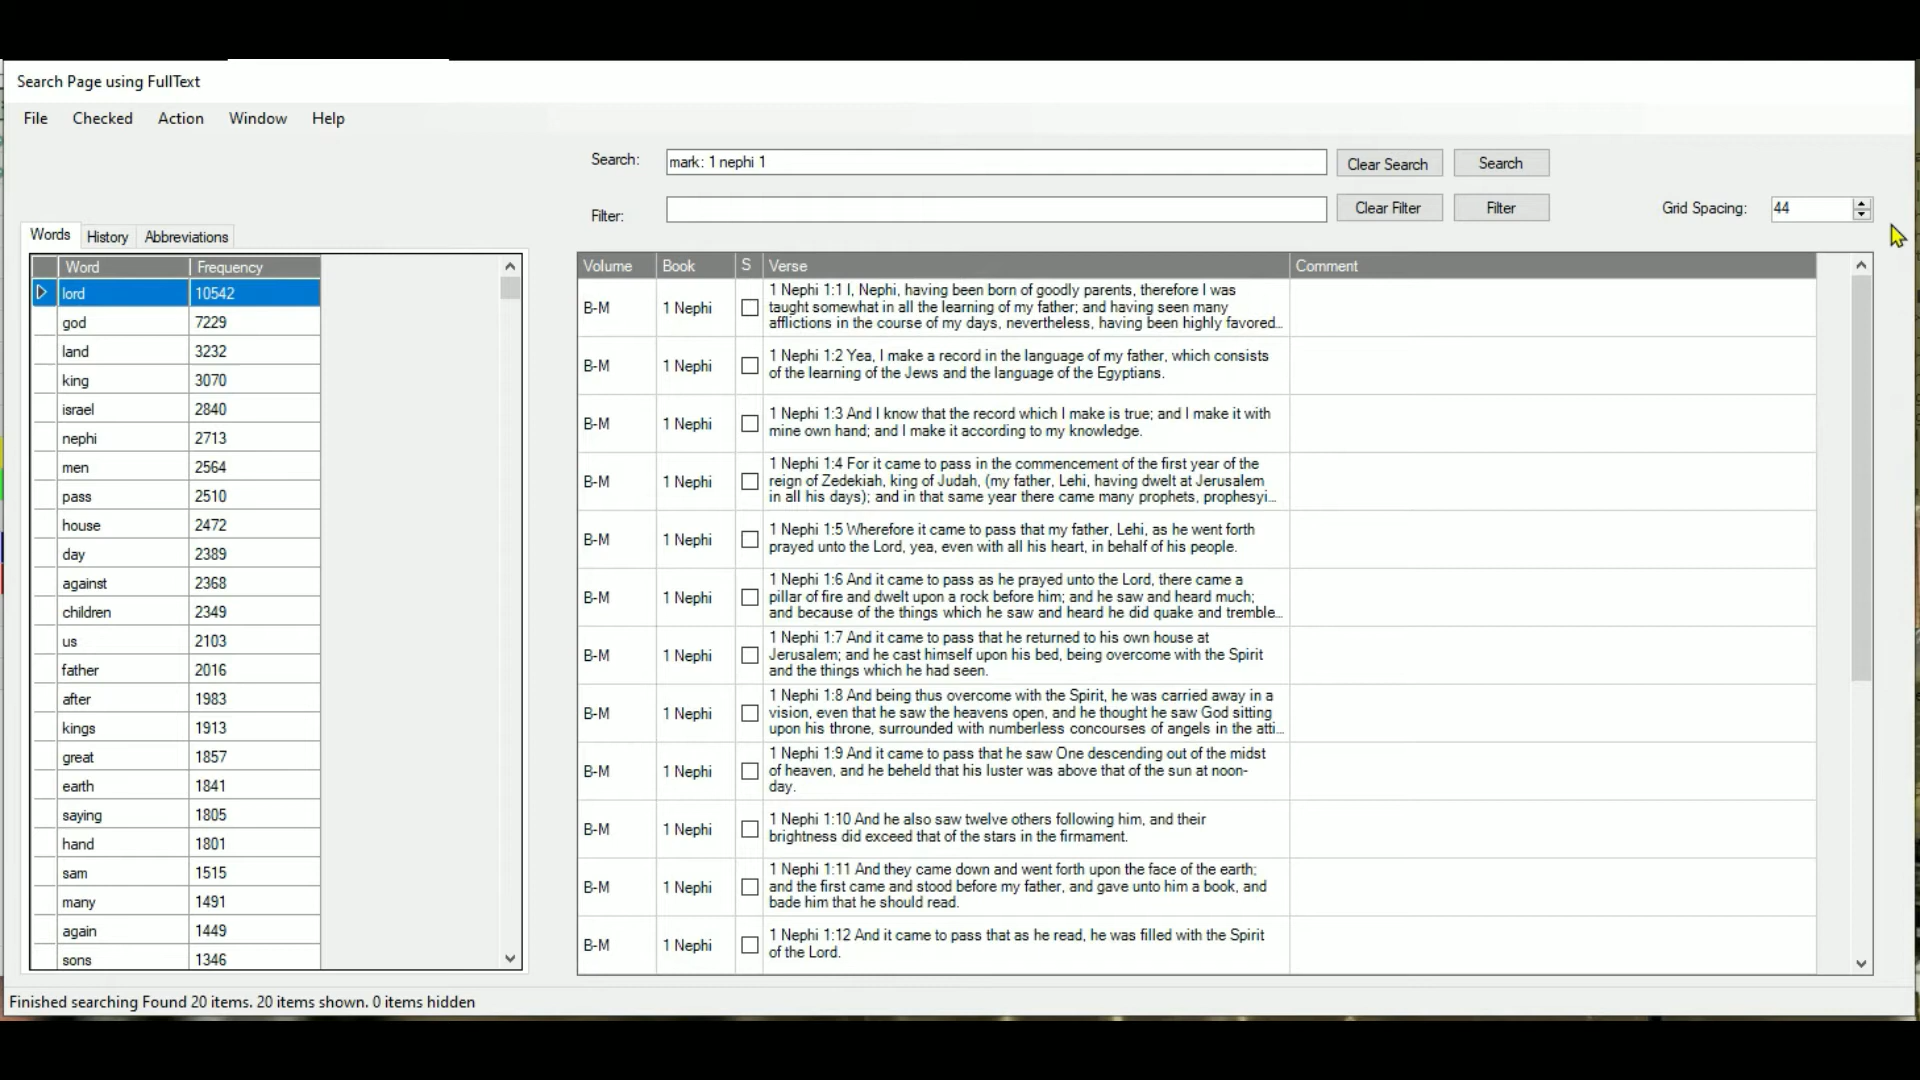 Search Page using FullText
File Checked Action Window Help
Search: mark: 1 nephi 1 Clear Search Search
Filter: Clear Filter Filter Grid Spacing: 44
Words History Abbreviations
Word Frequency
lord 10542
god 7229
land 3232
king 3070
israel 2840
nephi 2713
men 2564
pass 2510
house 2472
day 2389
against 2368
children 2349
us 2103
father 2016
after 1983
kings 1913
great 1857
earth 1841
saying 1805
hand 1801
sam 1515
many 1491
again 1449
sons 1346
Volume Book S Verse Comment
B-M 1 Nephi 1 Nephi 1:1 I, Nephi, having been born of goodly parents, therefore I was
taught somewhat in all the learning of my father; and having seen many
afflictions in the course of my days, nevertheless, having been highly favored...
B-M 1 Nephi 1 Nephi 1:2 Yea, I make a record in the language of my father, which consists
of the learning of the Jews and the language of the Egyptians.
B-M 1 Nephi 1 Nephi 1:3 And I know that the record which I make is true; and I make it with
mine own hand; and I make it according to my knowledge.
B-M 1 Nephi 1 Nephi 1:4 For it came to pass in the commencement of the first year of the
reign of Zedekiah, king of Judah, (my father, Lehi, having dwelt at Jerusalem
in all his days); and in that same year there came many prophets, prophesyi...
B-M 1 Nephi 1 Nephi 1:5 Wherefore it came to pass that my father, Lehi, as he went forth
prayed unto the Lord, yea, even with all his heart, in behalf of his people.
B-M 1 Nephi 1 Nephi 1:6 And it came to pass as he prayed unto the Lord, there came a
pillar of fire and dwelt upon a rock before him; and he saw and heard much;
and because of the things which he saw and heard he did quake and tremble...
B-M 1 Nephi 1 Nephi 1:7 And it came to pass that he returned to his own house at
Jerusalem; and he cast himself upon his bed, being overcome with the Spirit
and the things which he had seen.
B-M 1 Nephi 1 Nephi 1:8 And being thus overcome with the Spirit, he was carried away in a
vision, even that he saw the heavens open, and he thought he saw God sitting
upon his throne, surrounded with numberless concourses of angels in the atti...
B-M 1 Nephi 1 Nephi 1:9 And it came to pass that he saw One descending out of the midst
of heaven, and he beheld that his luster was above that of the sun at noon-
day.
B-M 1 Nephi 1 Nephi 1:10 And he also saw twelve others following him, and their
brightness did exceed that of the stars in the firmament.
B-M 1 Nephi 1 Nephi 1:11 And they came down and went forth upon the face of the earth;
and the first came and stood before my father, and gave unto him a book, and
bade him that he should read.
B-M 1 Nephi 1 Nephi 1:12 And it came to pass that as he read, he was filled with the Spirit
of the Lord.
Finished searching Found 20 items. 20 items shown. 0 items hidden